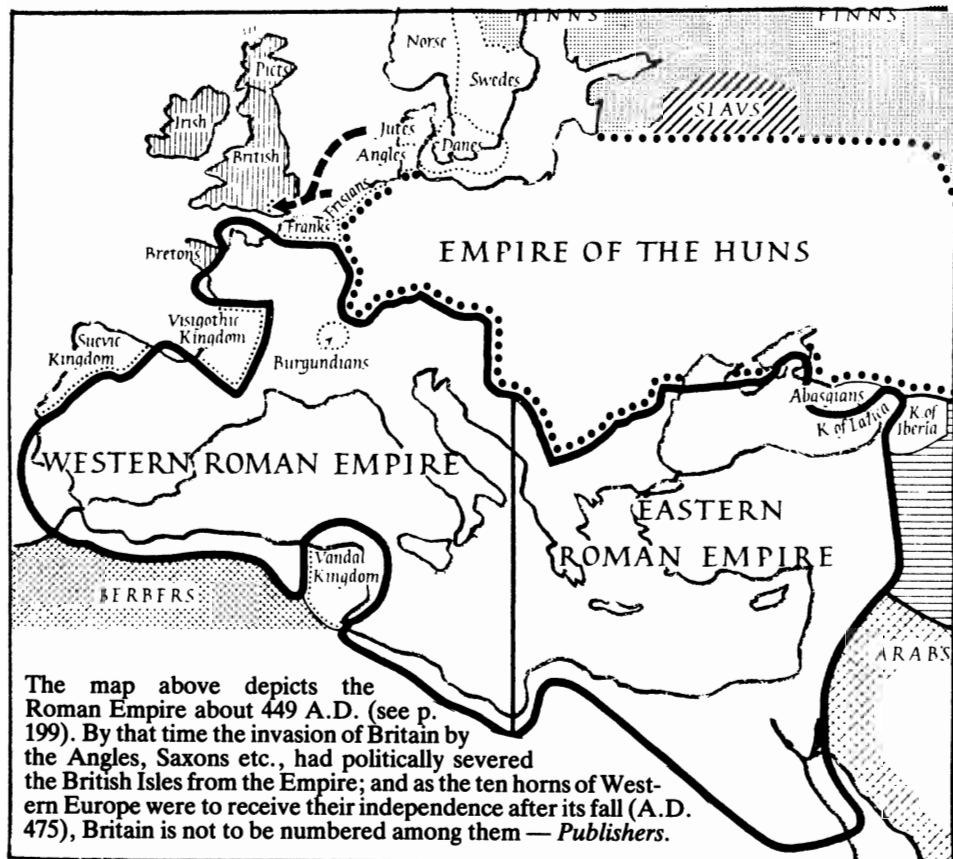 FINNS
FINNS
Norse
Swedes
Picts
SLAVS
Irish
Jutes
Danes
British
Angles
Frisians
Franks
EMPIRE OF THE HUNS
Bretons
Visigothic
Kingdom
Suevic
Kingdom
Burgundians
Abasgians
K of Lazica
K. of
Iberia
WESTERN ROMAN EMPIRE
EASTERN
ROMAN EMPIRE
Vandal
Kingdom
BERBERS
ARABS
The map above depicts the
Roman Empire about 449 A.D. (see p.
199). By that time the invasion of Britain by
the Angles, Saxons etc., had politically severed
the British Isles from the Empire; and as the ten horns of West-
ern Europe were to receive their independence after its fall (A.D.
475), Britain is not to be numbered among them — Publishers.